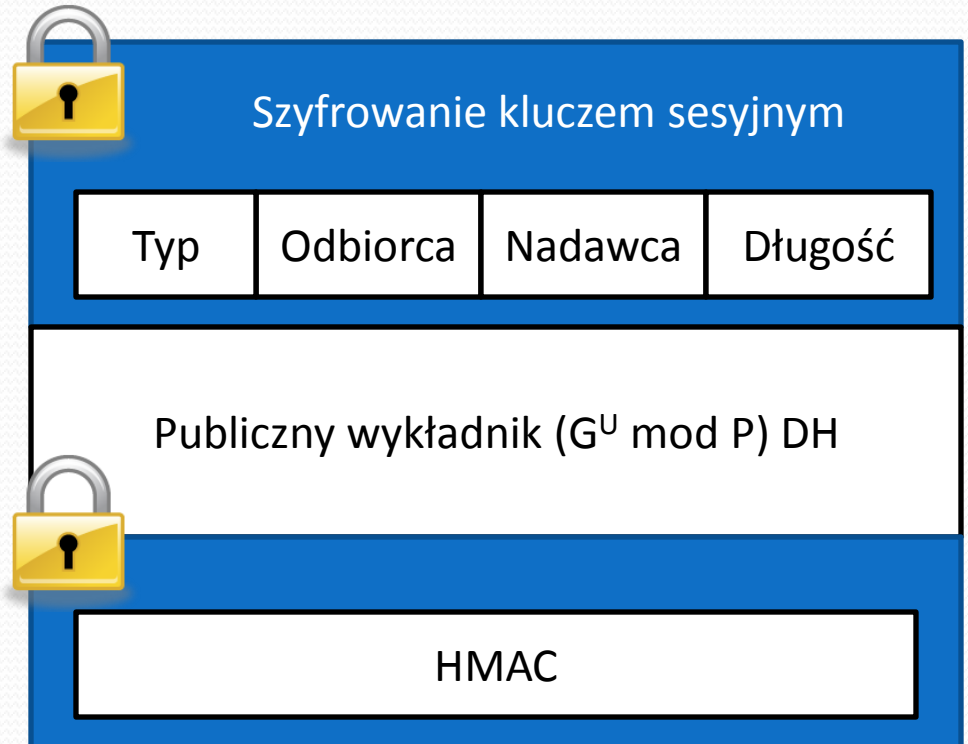 Szyfrowanie kluczem sesyjnym
Typ Odbiorca Nadawca Długość
Publiczny wykładnik (Gᵁ mod P) DH
HMAC